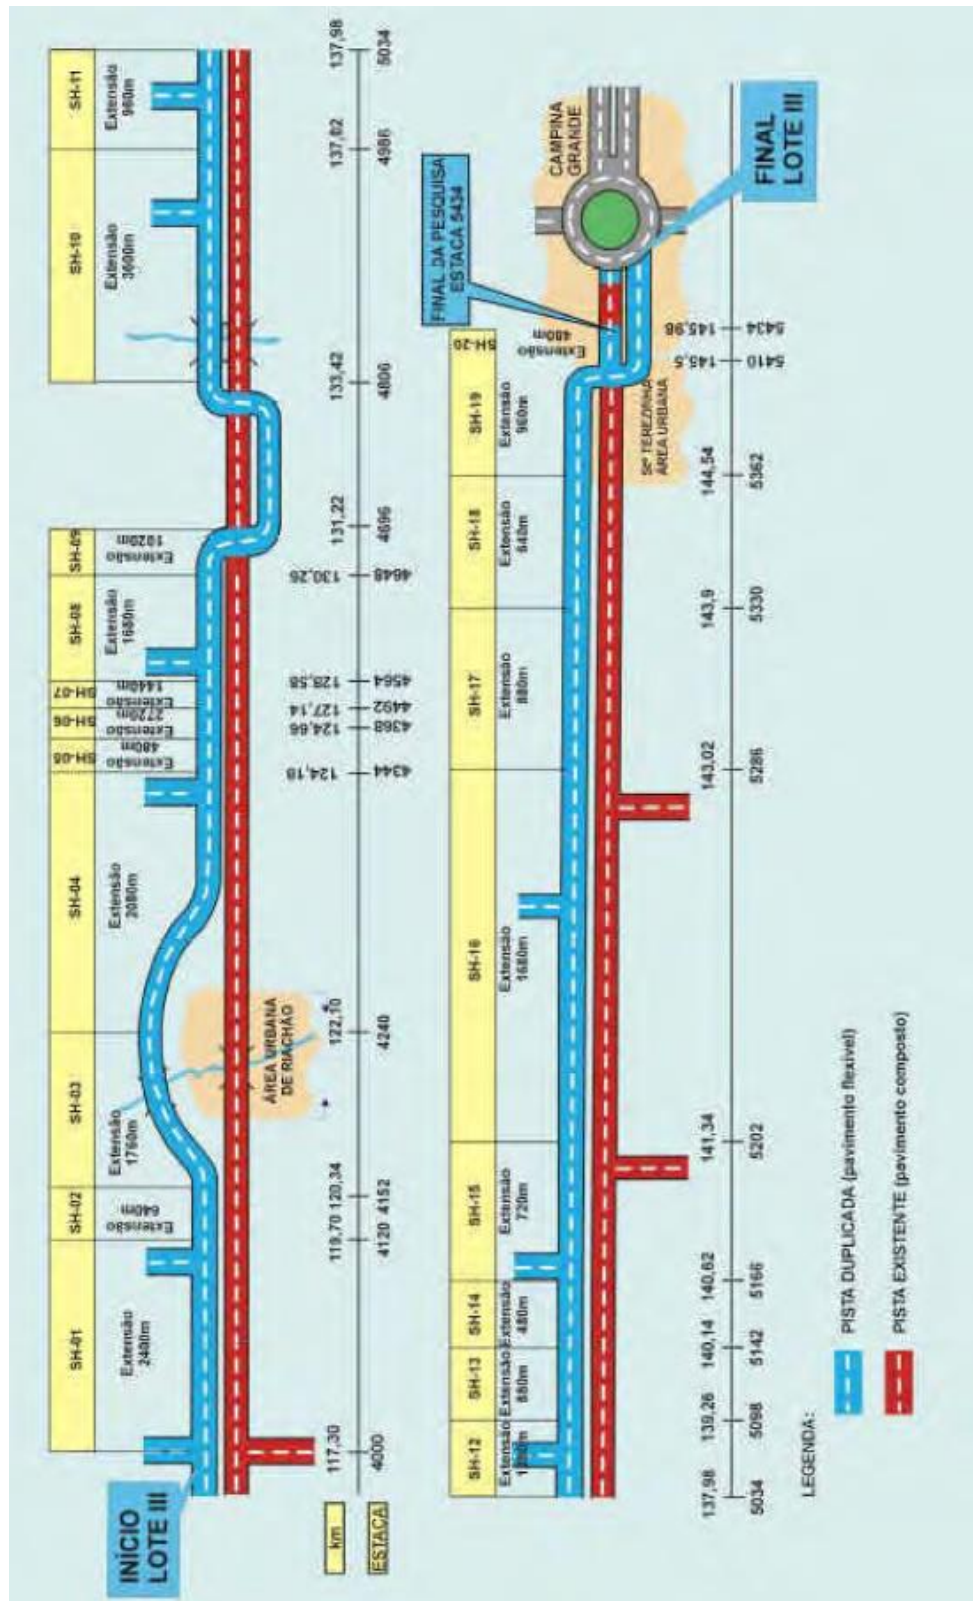 SH-01 SH-02 SH-03 SH-04 SH-05 SH-06 SH-07 SH-08 SH-09 SH-10 SH-11
Extensão
2400m
Extensão
640m
Extensão
1760m
Extensão
2080m
Extensão
480m
Extensão
2720m
Extensão
1440m
Extensão
1680m
Extensão
1020m
Extensão
3600m
Extensão
960m
INÍCIO
LOTE III
ÁREA URBANA
DE RIACHÃO
km 117,30 119,70 120,34 122,10 124,18 124,66 127,14 128,58 130,26 131,22 133,42 137,02 137,98
ESTACA 4000 4120 4152 4240 4344 4368 4492 4564 4648 4696 4806 4986 5034
FINAL DA PESQUISA
ESTACA 5434
SH-12 SH-13 SH-14 SH-15 SH-16 SH-17 SH-18 SH-19 SH-20
Extensão
Extensão
880m
Extensão
480m
Extensão
720m
Extensão
1680m
Extensão
880m
Extensão
640m
Extensão
960m
Extensão
480m
CAMPINA
GRANDE
Stª TEREZINHA
ÁREA URBANA
137,98 139,26 140,14 140,62 141,34 143,02 143,9 144,54 145,5 145,98
5034 5098 5142 5166 5202 5286 5330 5362 5410 5434
FINAL
LOTE III
LEGENDA:
PISTA DUPLICADA (pavimento flexível)
PISTA EXISTENTE (pavimento composto)